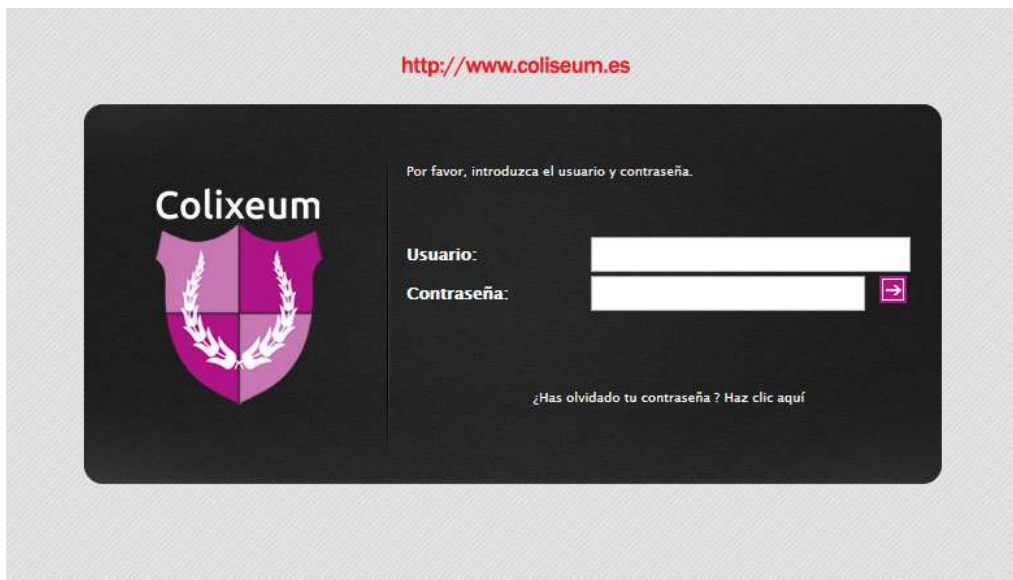 http://www.coliseum.es
Por favor, introduzca el usuario y contraseña.
Colixeum
Usuario:
Contraseña:
¿Has olvidado tu contraseña ? Haz clic aquí